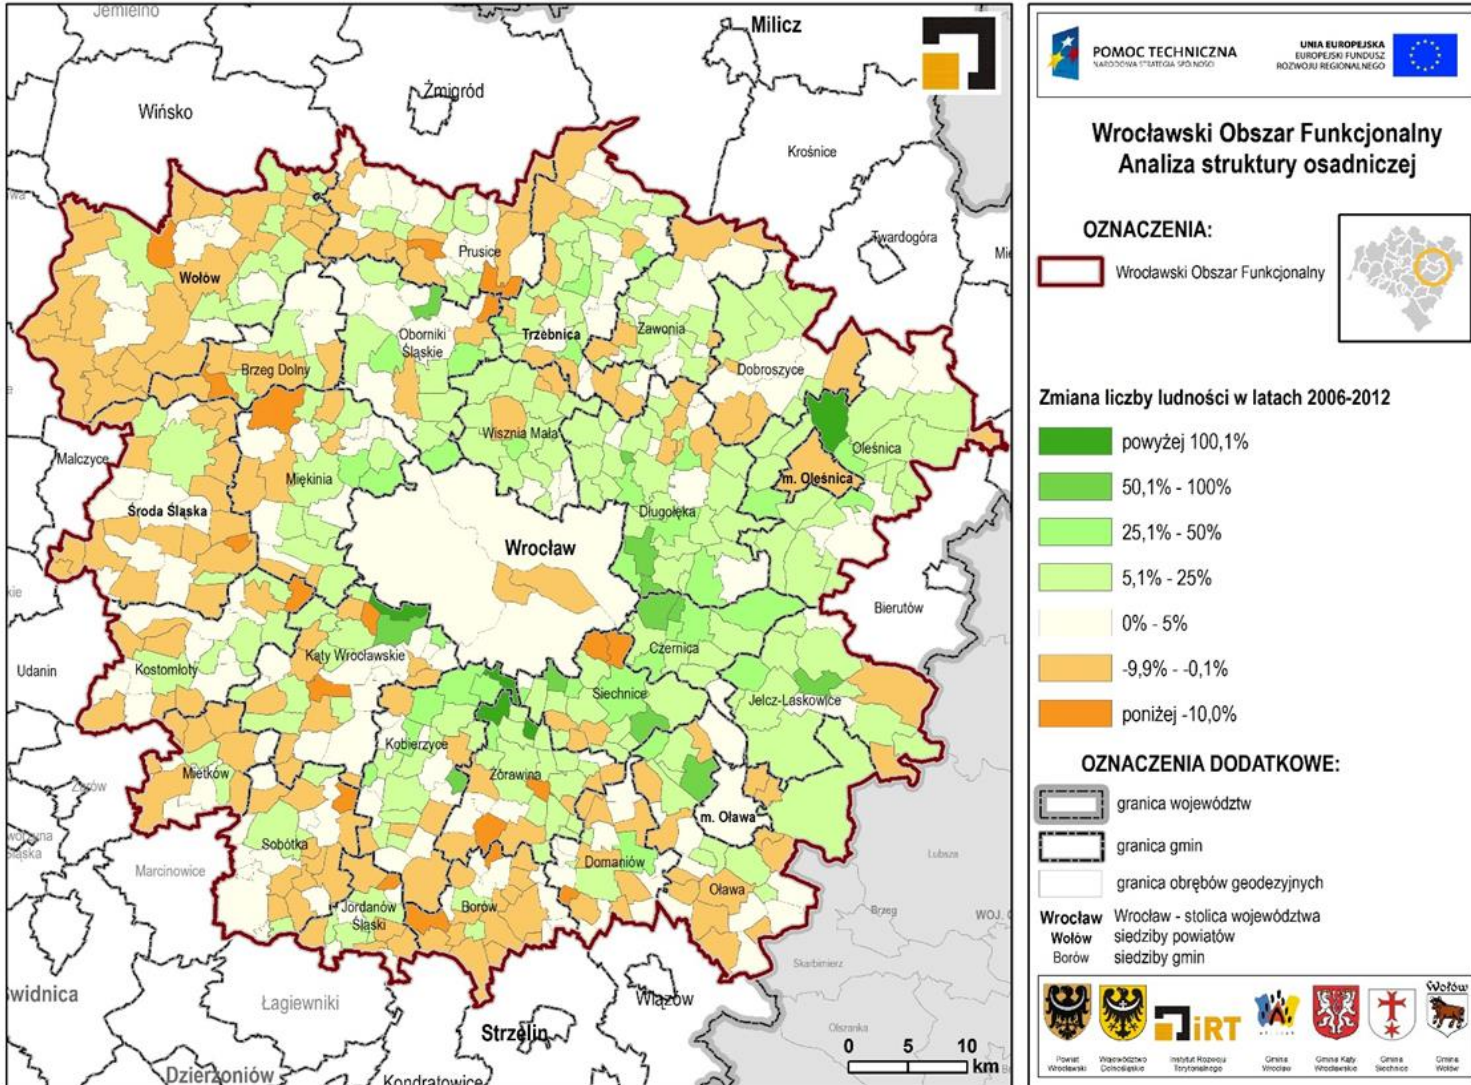 Jemielno
Milicz
Żmigród
Wińsko
Krośnice
Twardogóra
Prusice
Wołów
Oborniki
Śląskie
Trzebnica
Zawonia
Brzeg Dolny
Dobroszyce
Wisznia Mała
Oleśnica
Malczyce
Miękinia
m. Oleśnica
Środa Śląska
Długołęka
Wrocław
Bierutów
Udanin
Kostomłoty
Kąty Wrocławskie
Czernica
Siechnice
Jelcz-Laskowice
Kobierzyce
Mietków
Żórawina
Żarów
m. Oława
Sobótka
Marcinowice
Domaniów
Lubsza
Oława
Jordanów
Śląski
Borów
Brzeg
WOJ.
Skarbimierz
Świdnica
Łagiewniki
Wiązów
Strzelin
Olszanka
Dzierżoniów
Kondratowice
0 5 10
km
POMOC TECHNICZNA
NARODOWA STRATEGIA SPÓJNOŚCI
UNIA EUROPEJSKA
EUROPEJSKI FUNDUSZ
ROZWOJU REGIONALNEGO
Wrocławski Obszar Funkcjonalny
Analiza struktury osadniczej
OZNACZENIA:
Wrocławski Obszar Funkcjonalny
Zmiana liczby ludności w latach 2006-2012
powyżej 100,1%
50,1% - 100%
25,1% - 50%
5,1% - 25%
0% - 5%
-9,9% - -0,1%
poniżej -10,0%
OZNACZENIA DODATKOWE:
granica województw
granica gmin
granica obrębów geodezyjnych
Wrocław Wrocław - stolica województwa
Wołów siedziby powiatów
Borów siedziby gmin
iRT
Wołów
Powiat
Wrocławski
Województwo
Dolnośląskie
Instytut Rozwoju
Terytorialnego
Gmina
Wrocław
Gmina Kąty
Wrocławskie
Gmina
Siechnice
Gmina
Wołów